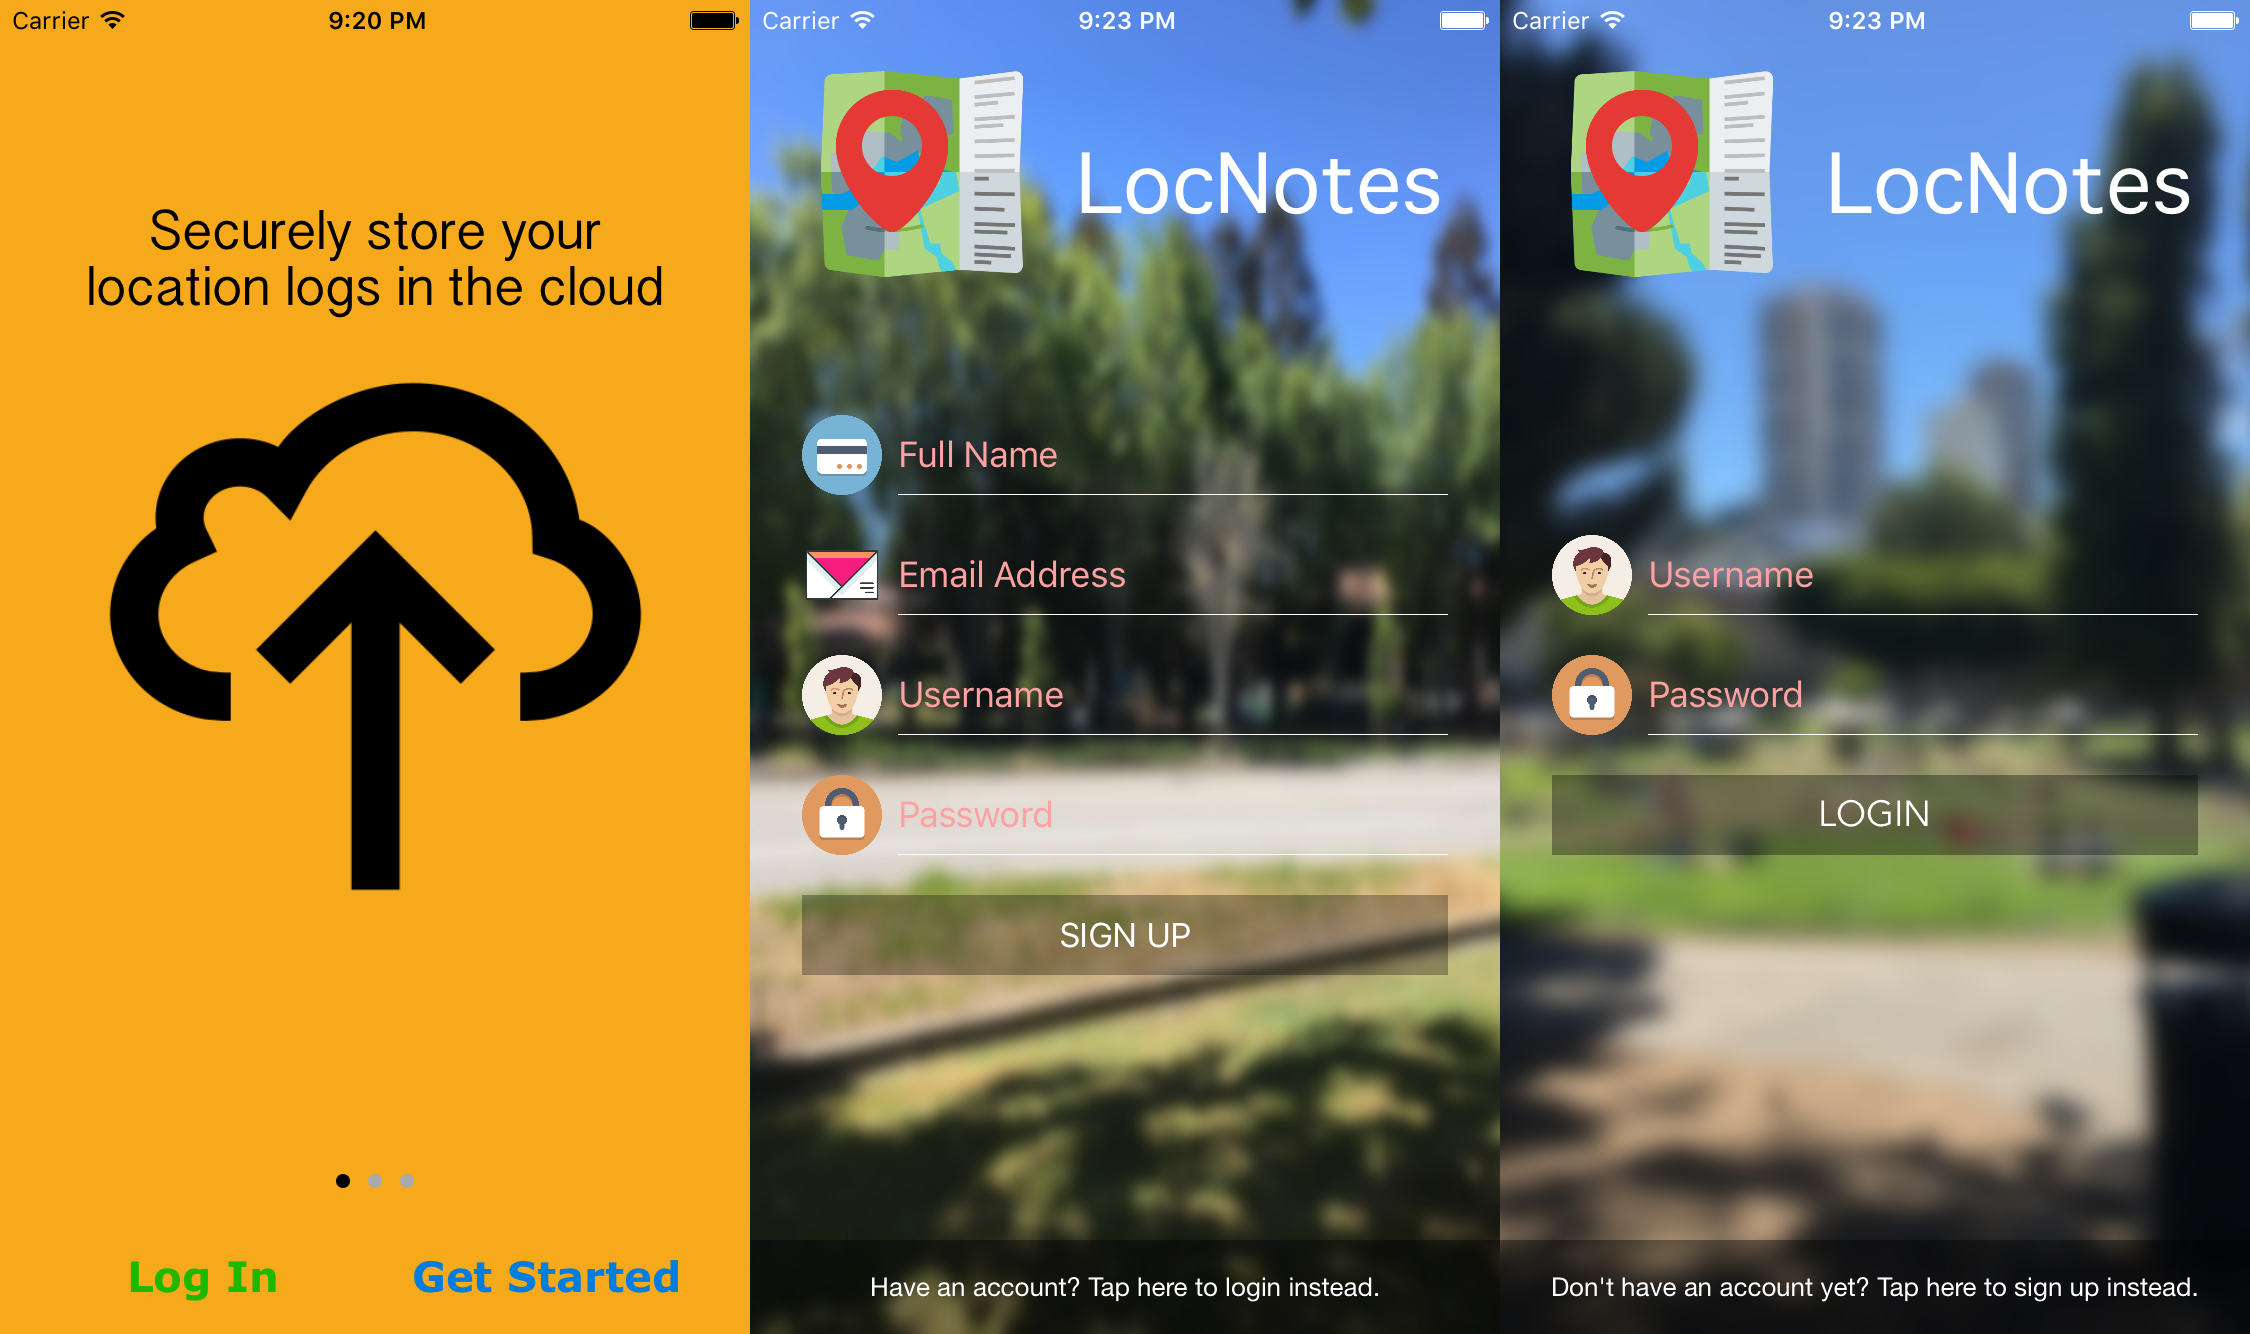 Carrier 9:20 PM
Securely store your
location logs in the cloud
Log In Get Started
Carrier 9:23 PM
LocNotes
Full Name
Email Address
Username
Password
SIGN UP
Have an account? Tap here to login instead.
Carrier 9:23 PM
LocNotes
Username
Password
LOGIN
Don't have an account yet? Tap here to sign up instead.